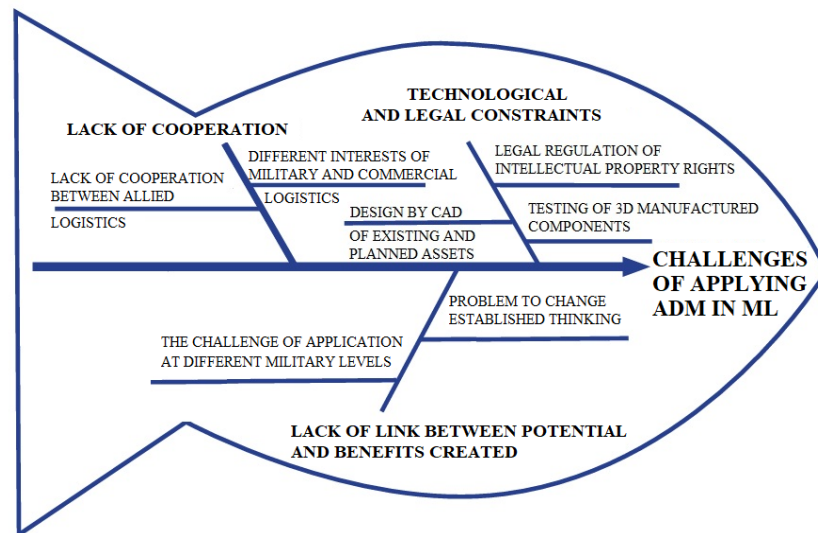 TECHNOLOGICAL
AND LEGAL CONSTRAINTS
LACK OF COOPERATION
DIFFERENT INTERESTS OF
MILITARY AND COMMERCIAL
LOGISTICS
LACK OF COOPERATION
BETWEEN ALLIED
LOGISTICS
LEGAL REGULATION OF
INTELLECTUAL PROPERTY RIGHTS
DESIGN BY CAD
OF EXISTING AND
PLANNED ASSETS
TESTING OF 3D MANUFACTURED
COMPONENTS
CHALLENGES
OF APPLYING
ADM IN ML
PROBLEM TO CHANGE
ESTABLISHED THINKING
THE CHALLENGE OF APPLICATION
AT DIFFERENT MILITARY LEVELS
LACK OF LINK BETWEEN POTENTIAL
AND BENEFITS CREATED